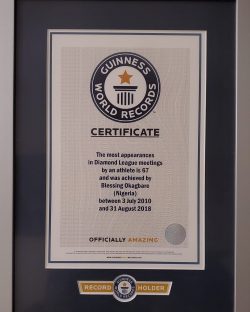 GUINNESS
WORLD RECORDS
CERTIFICATE
The most appearances
in Diamond League meetings
by an athlete is 67
and was achieved by
Blessing Okagbare
(Nigeria)
between 3 July 2010
and 31 August 2018
OFFICIALLY AMAZING
RECORD HOLDER